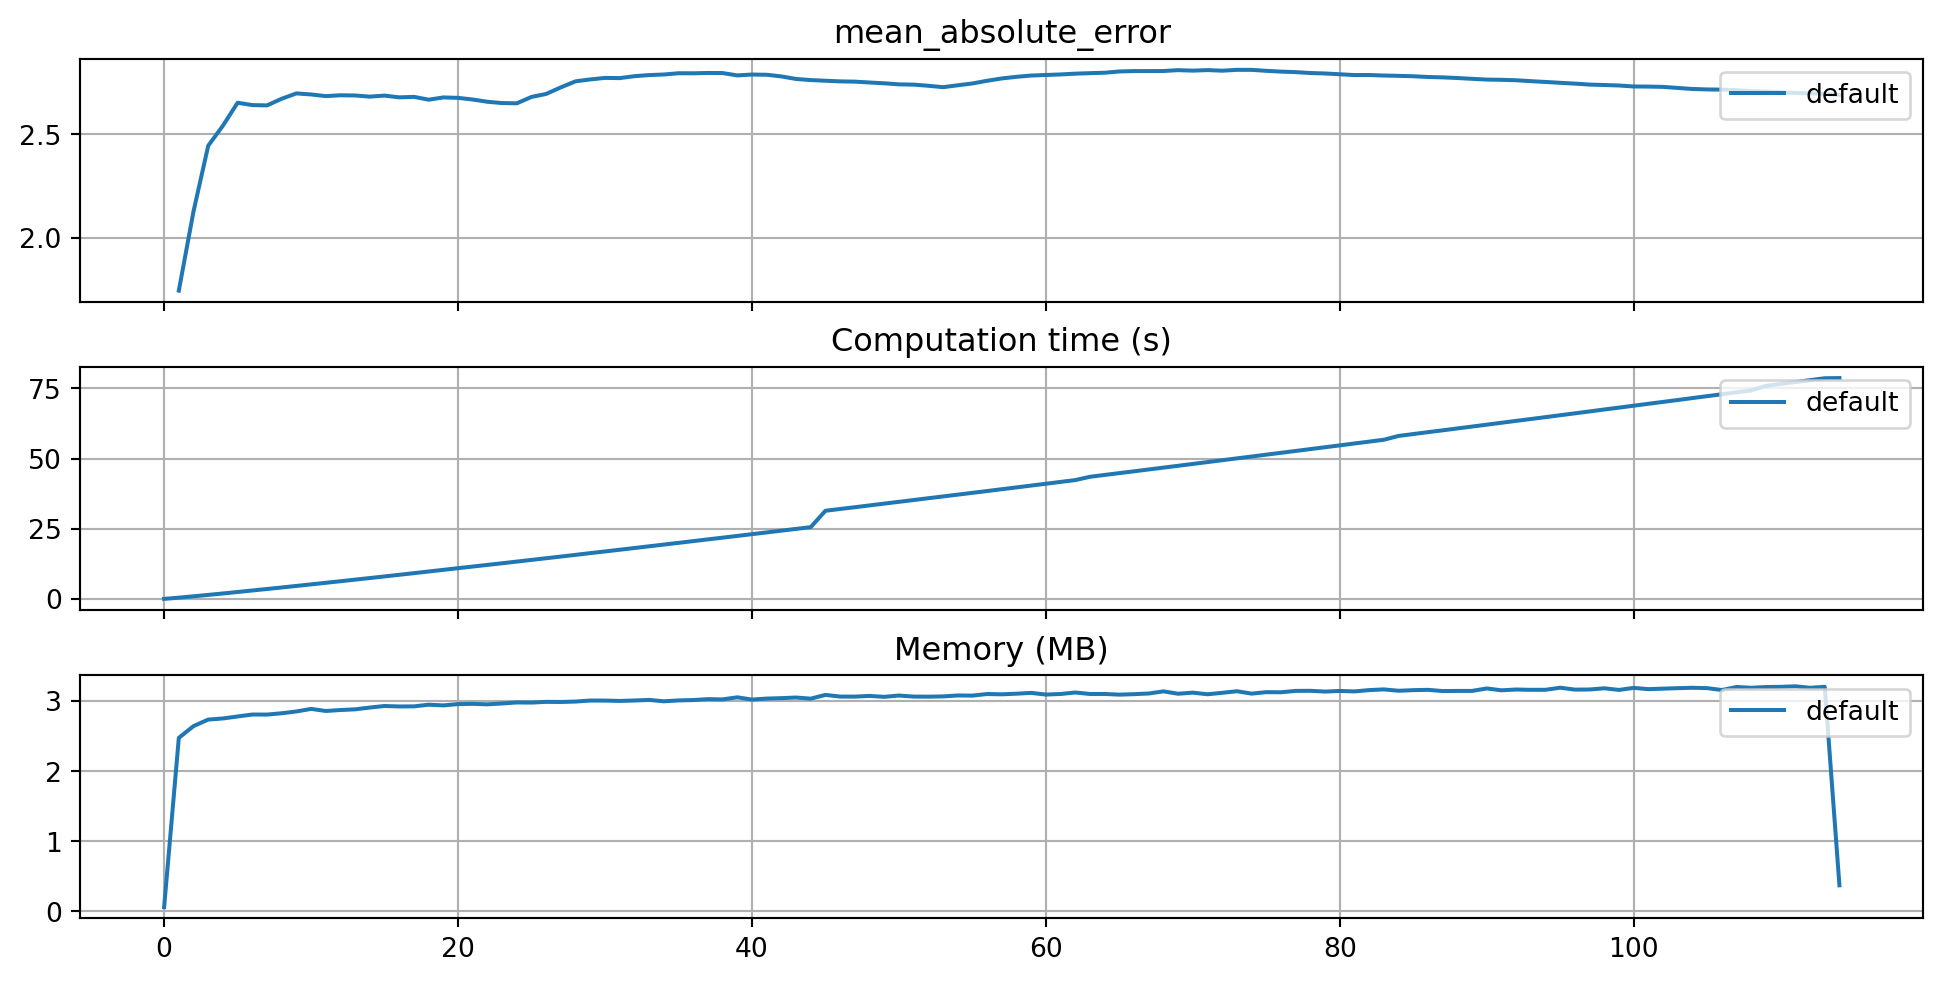 mean_absolute_error
2.5
2.0
default
Computation time (s)
75
50
25
0
default
Memory (MB)
3
2
1
0
default
0 20 40 60 80 100